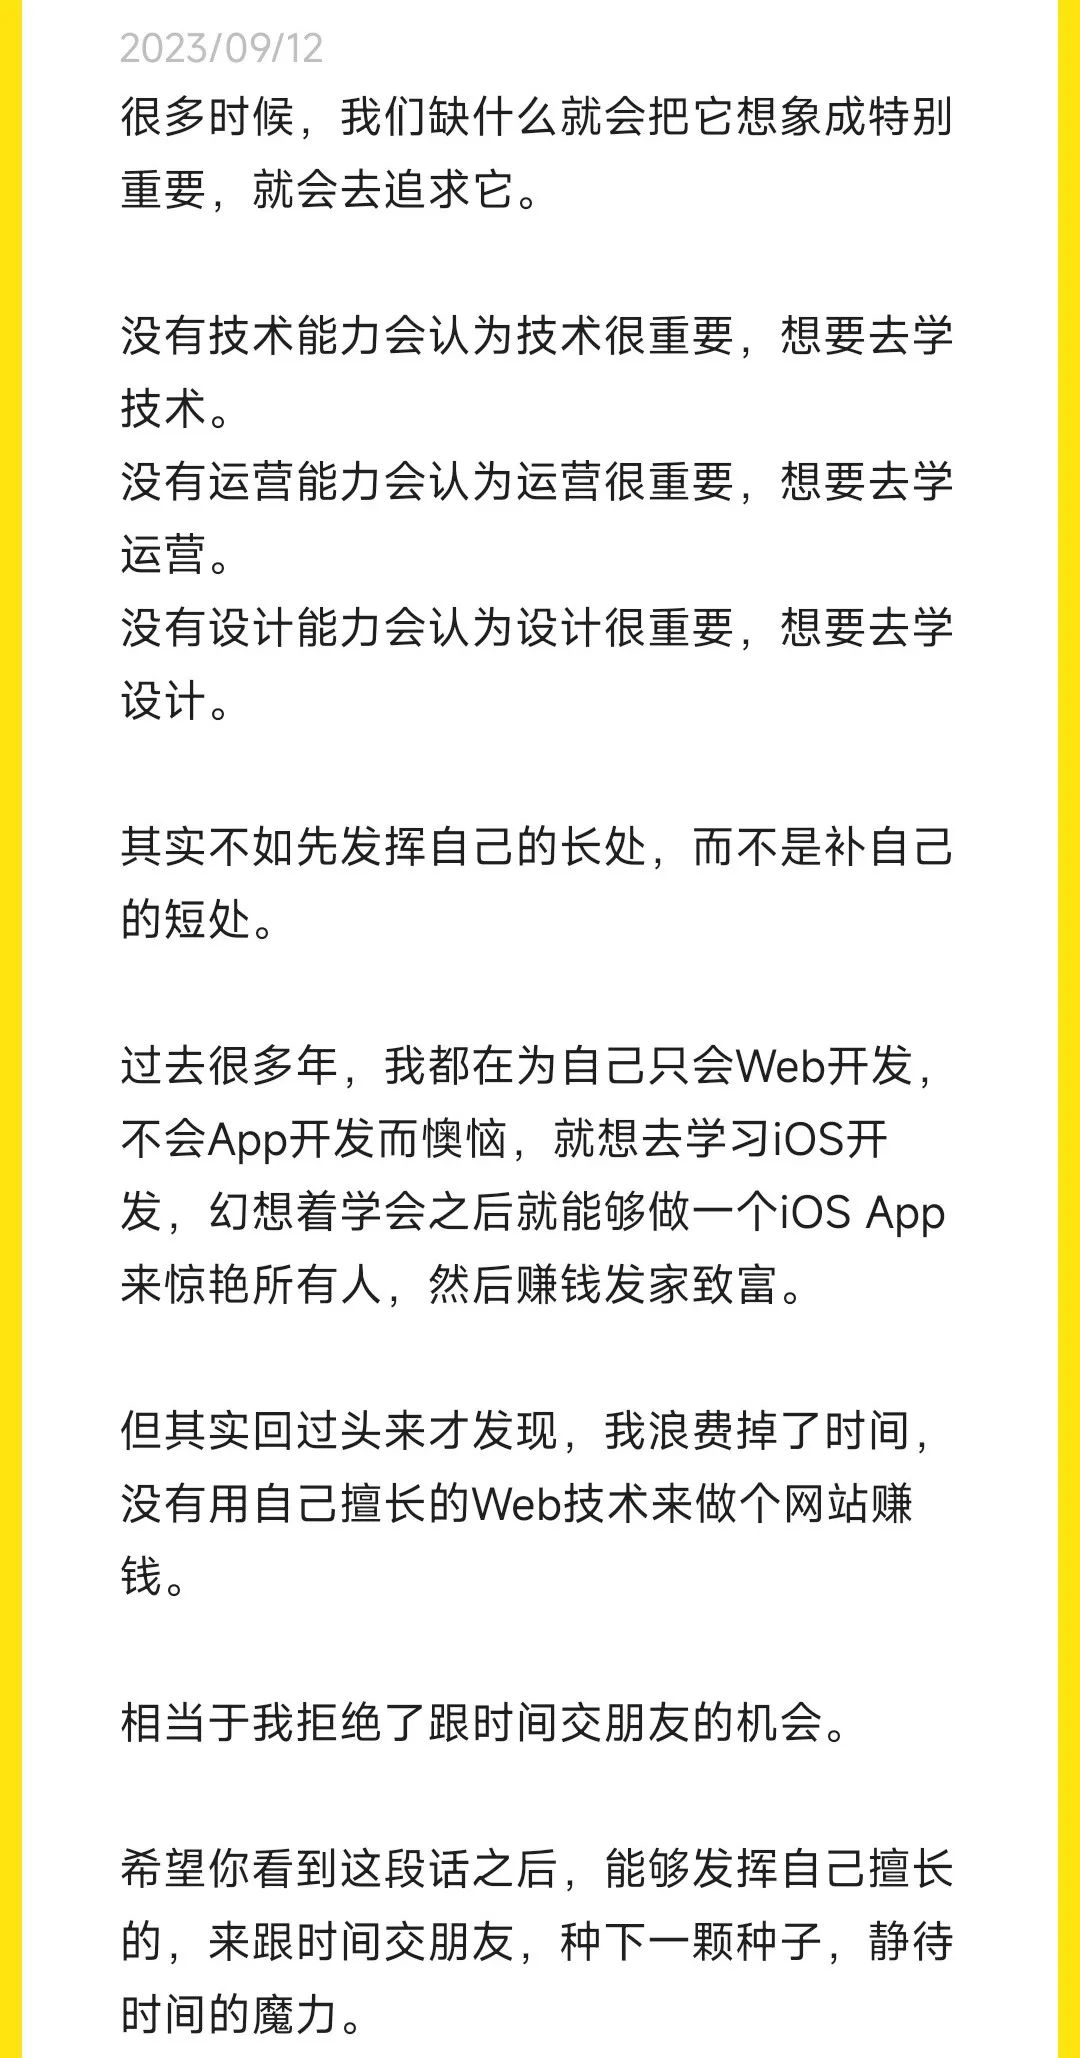 2023/09/12
很多时候，我们缺什么就会把它想象成特别
重要，就会去追求它。
没有技术能力会认为技术很重要，想要去学
技术。
没有运营能力会认为运营很重要，想要去学
运营。
没有设计能力会认为设计很重要，想要去学
设计。
其实不如先发挥自己的长处，而不是补自己
的短处。
过去很多年，我都在为自己只会Web开发，
不会App开发而懊恼，就想去学习iOS开
发，幻想着学会之后就能够做一个iOS App
来惊艳所有人，然后赚钱发家致富。
但其实回过头来才发现，我浪费掉了时间，
没有用自己擅长的Web技术来做个网站赚
钱。
相当于我拒绝了跟时间交朋友的机会。
希望你看到这段话之后，能够发挥自己擅长
的，来跟时间交朋友，种下一颗种子，静待
时间的魔力。